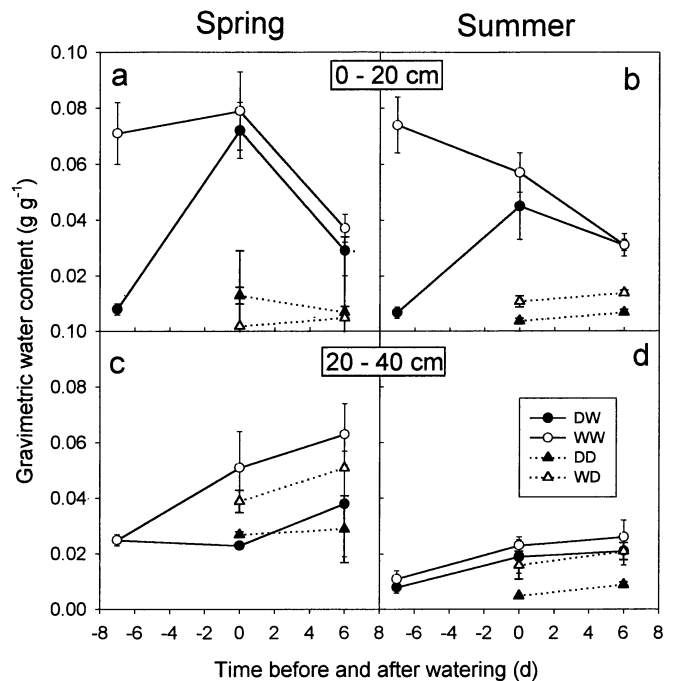 Spring Summer
a 0 - 20 cm b
0.10
0.08
0.06
0.04
0.02
0.10
Gravimetric water content (g g⁻¹)
c 20 - 40 cm d
0.08
0.06
0.04
0.02
0.00
DW
WW
DD
WD
-8 -6 -4 -2 0 2 4 6 -8 -6 -4 -2 0 2 4 6 8
Time before and after watering (d)